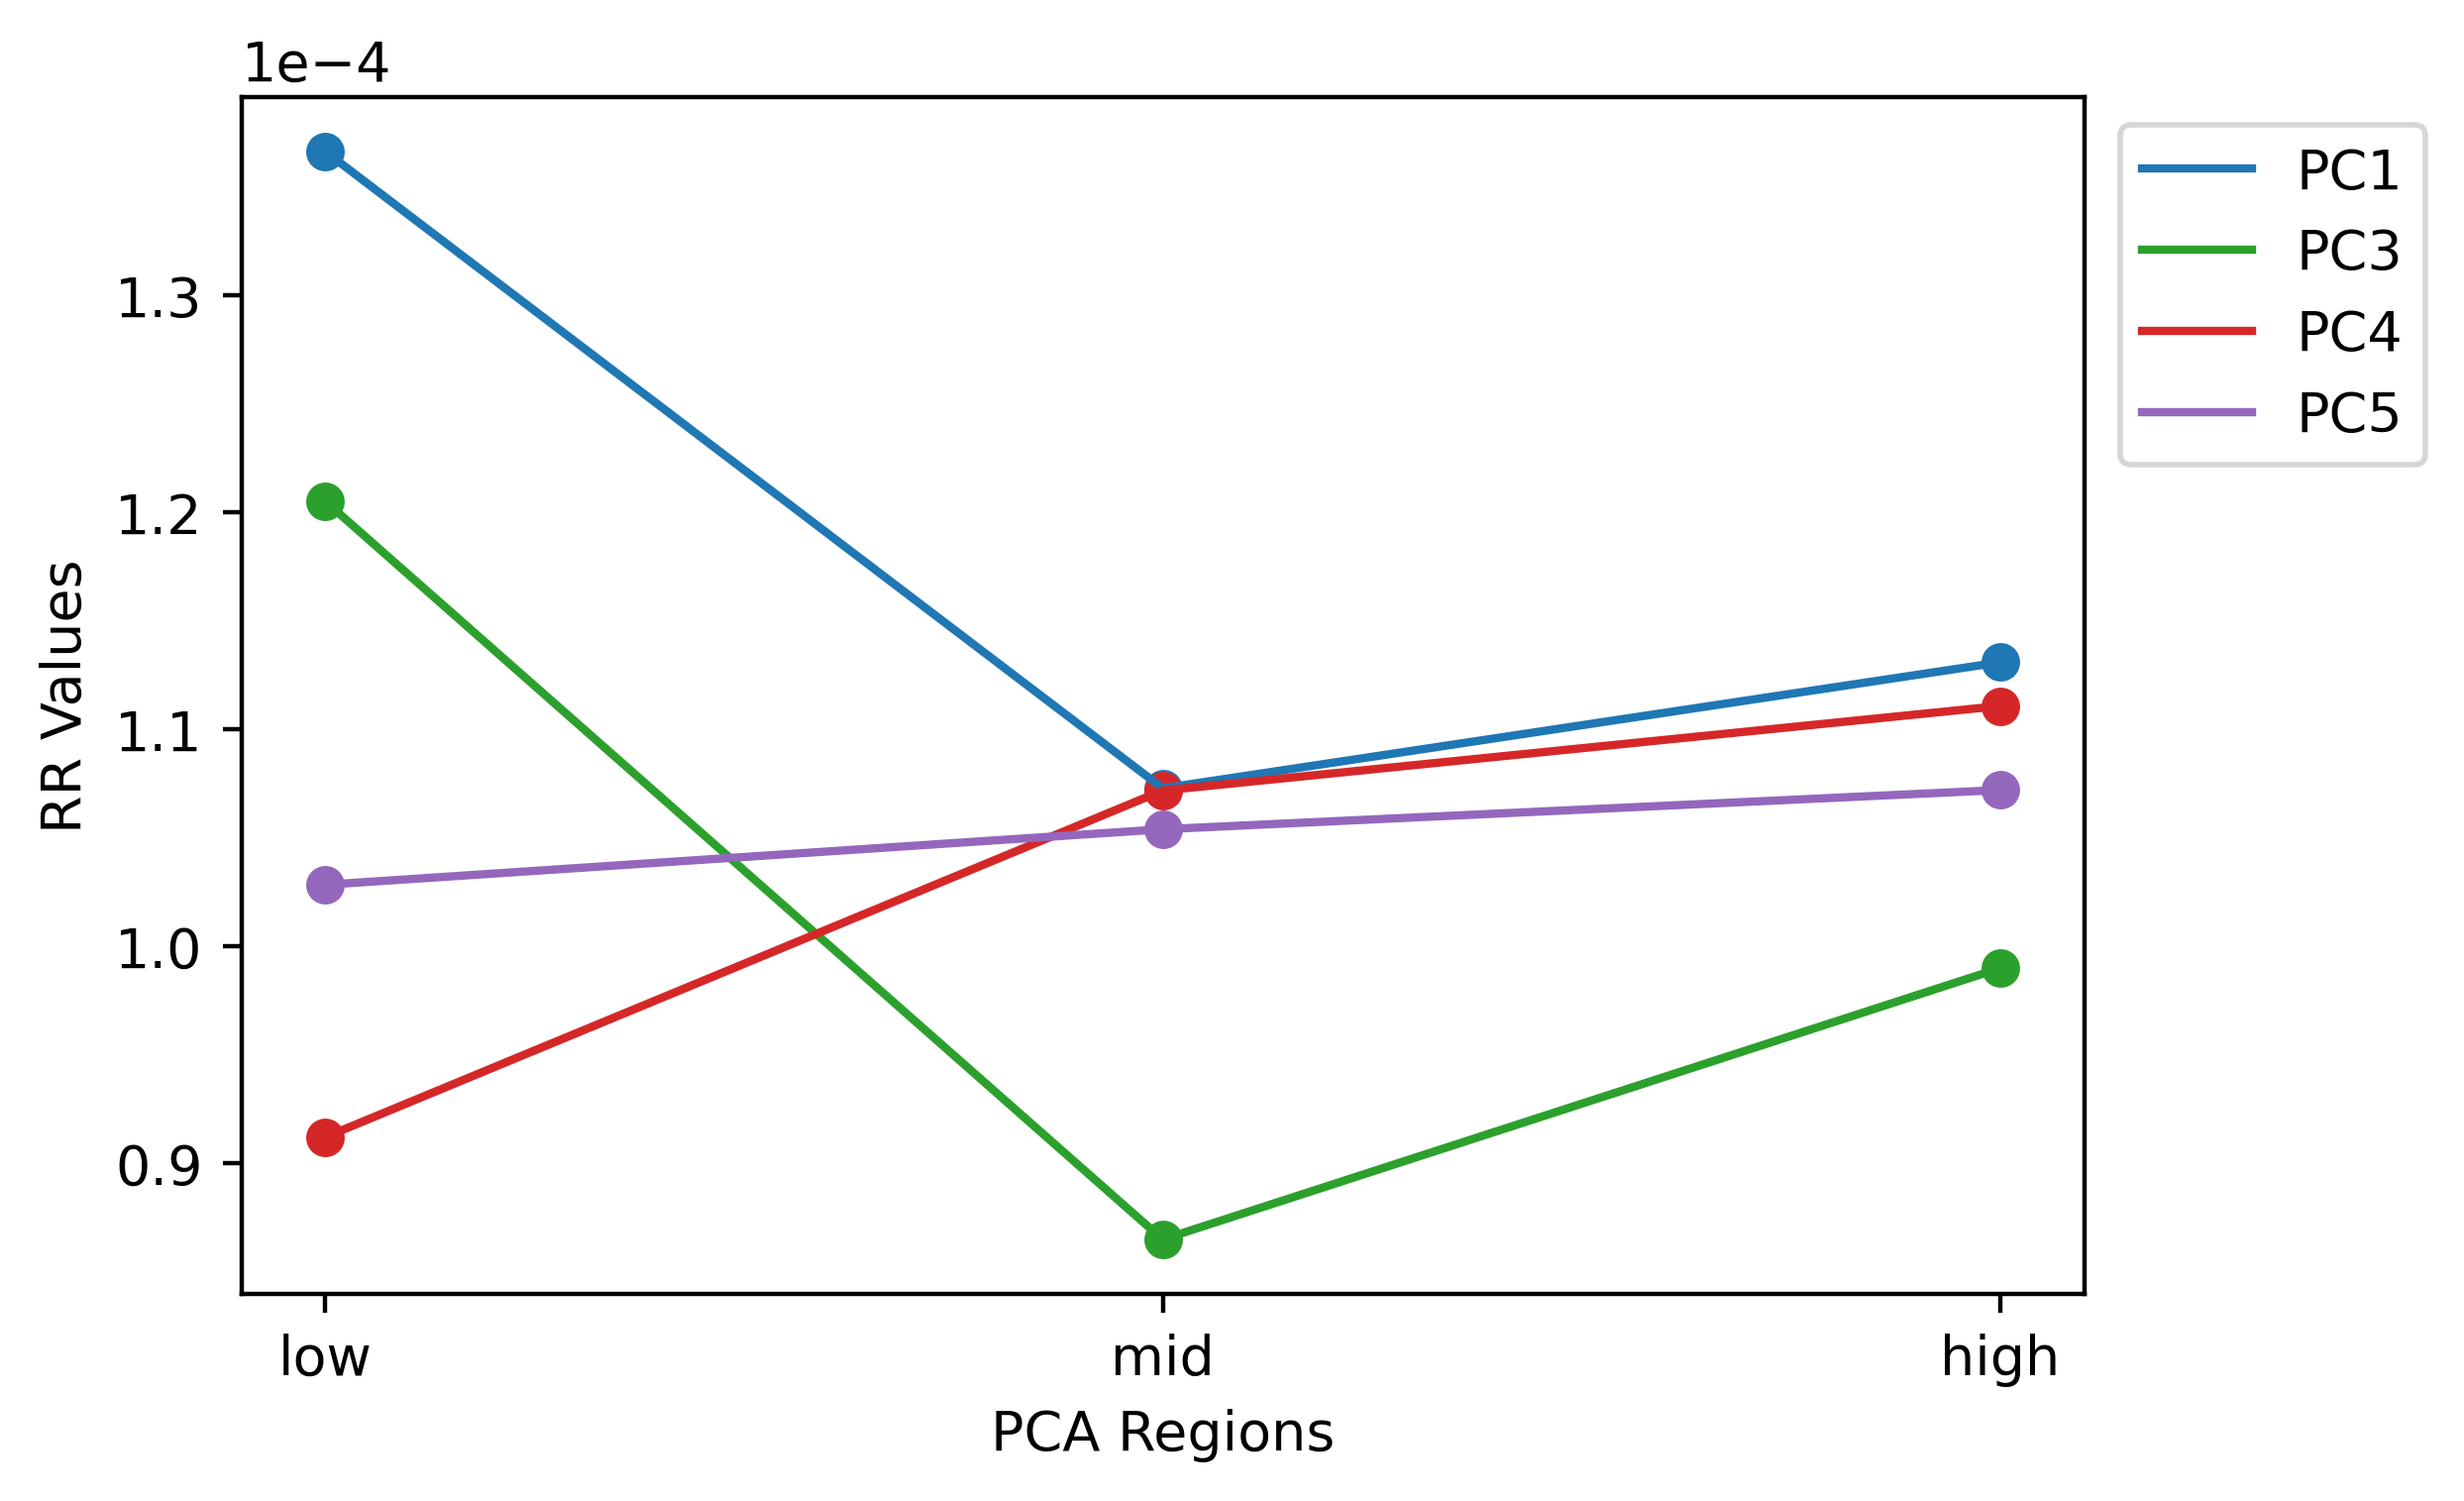 1e−4
1.3
1.2
1.1
1.0
0.9
RR Values
low
mid
high
PCA Regions
PC1
PC3
PC4
PC5